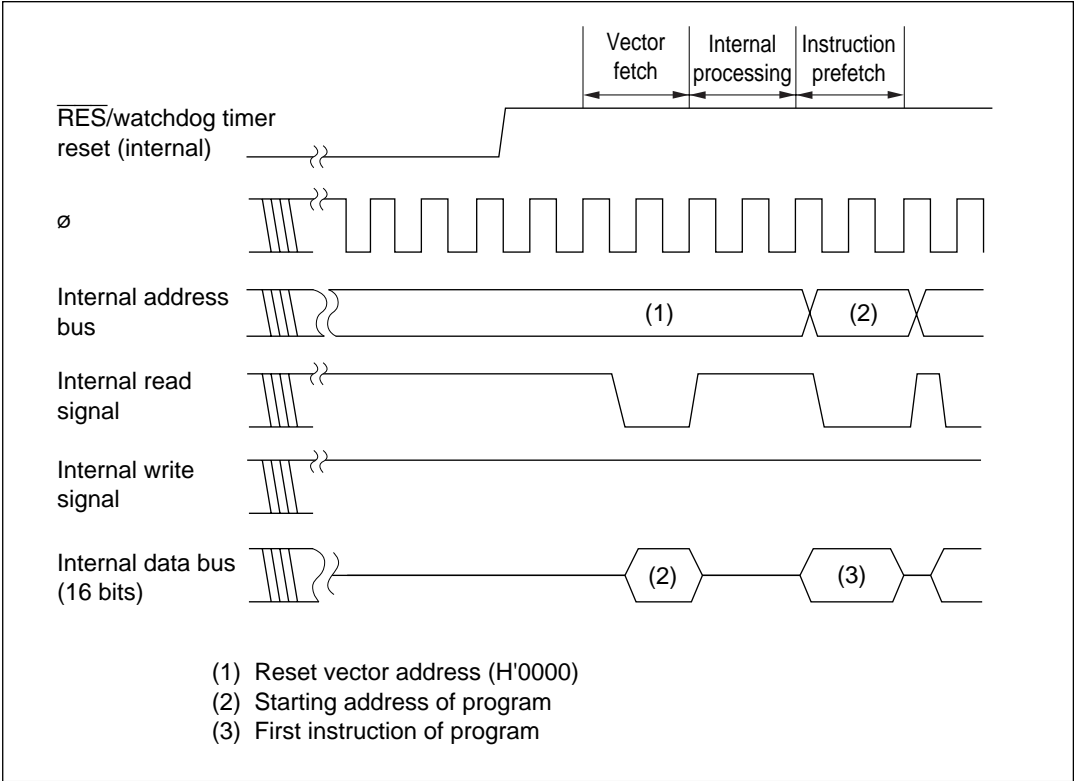 Vector fetch
Internal processing
Instruction prefetch
RES/watchdog timer
reset (internal)
ø
Internal address
bus
(1)
(2)
Internal read
signal
Internal write
signal
Internal data bus
(16 bits)
(2)
(3)
(1) Reset vector address (H'0000)
(2) Starting address of program
(3) First instruction of program